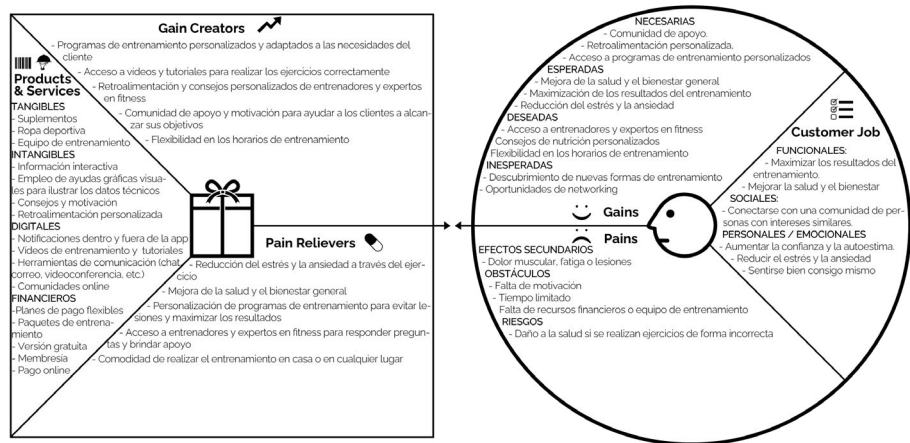 Gain Creators
- Programas de entrenamiento personalizados y adaptados a las necesidades del
cliente
- Acceso a videos y tutoriales para realizar los ejercicios correctamente
- Retroalimentación y consejos personalizados de entrenadores y expertos
en fitness
- Comunidad de apoyo y motivación para ayudar a los clientes a alcan-
zar sus objetivos
- Flexibilidad en los horarios de entrenamiento
Products
& Services
TANGIBLES
- Suplementos
- Ropa deportiva
- Equipo de entrenamiento
INTANGIBLES
- Información interactiva
- Empleo de ayudas gráficas visua-
les para ilustrar los datos técnicos
- Consejos y motivación
- Retroalimentación personalizada
DIGITALES
- Notificaciones dentro y fuera de la app
- Videos de entrenamiento y tutoriales
- Herramientas de comunicación (chat,
correo, videoconferencia, etc.)
- Comunidades online
FINANCIEROS
-Planes de pago flexibles
- Paquetes de entrena-
miento
- Versión gratuita
- Membresía
- Pago online
Pain Relievers
- Reducción del estrés y la ansiedad a través del ejer-
cicio
- Mejora de la salud y el bienestar general
- Personalización de programas de entrenamiento para evitar le-
siones y maximizar los resultados
- Acceso a entrenadores y expertos en fitness para responder pregun-
tas y brindar apoyo
- Comodidad de realizar el entrenamiento en casa o en cualquier lugar
NECESARIAS
- Comunidad de apoyo.
- Retroalimentación personalizada.
- Acceso a programas de entrenamiento personalizados
ESPERADAS
- Mejora de la salud y el bienestar general
- Maximización de los resultados del entrenamiento
- Reducción del estrés y la ansiedad
DESEADAS
- Acceso a entrenadores y expertos en fitness
Consejos de nutrición personalizados
Flexibilidad en los horarios de entrenamiento
INESPERADAS
- Descubrimiento de nuevas formas de entrenamiento
- Oportunidades de networking
Gains
Pains
EFECTOS SECUNDARIOS
- Dolor muscular, fatiga o lesiones
OBSTÁCULOS
- Falta de motivación
- Tiempo limitado
Falta de recursos financieros o equipo de entrenamiento
RIESGOS
- Daño a la salud si se realizan ejercicios de forma incorrecta
Customer Job
FUNCIONALES:
- Maximizar los resultados del
entrenamiento.
- Mejorar la salud y el bienestar
SOCIALES:
- Conectarse con una comunidad de per-
sonas con intereses similares.
PERSONALES / EMOCIONALES
- Aumentar la confianza y la autoestima.
- Reducir el estrés y la ansiedad
- Sentirse bien consigo mismo